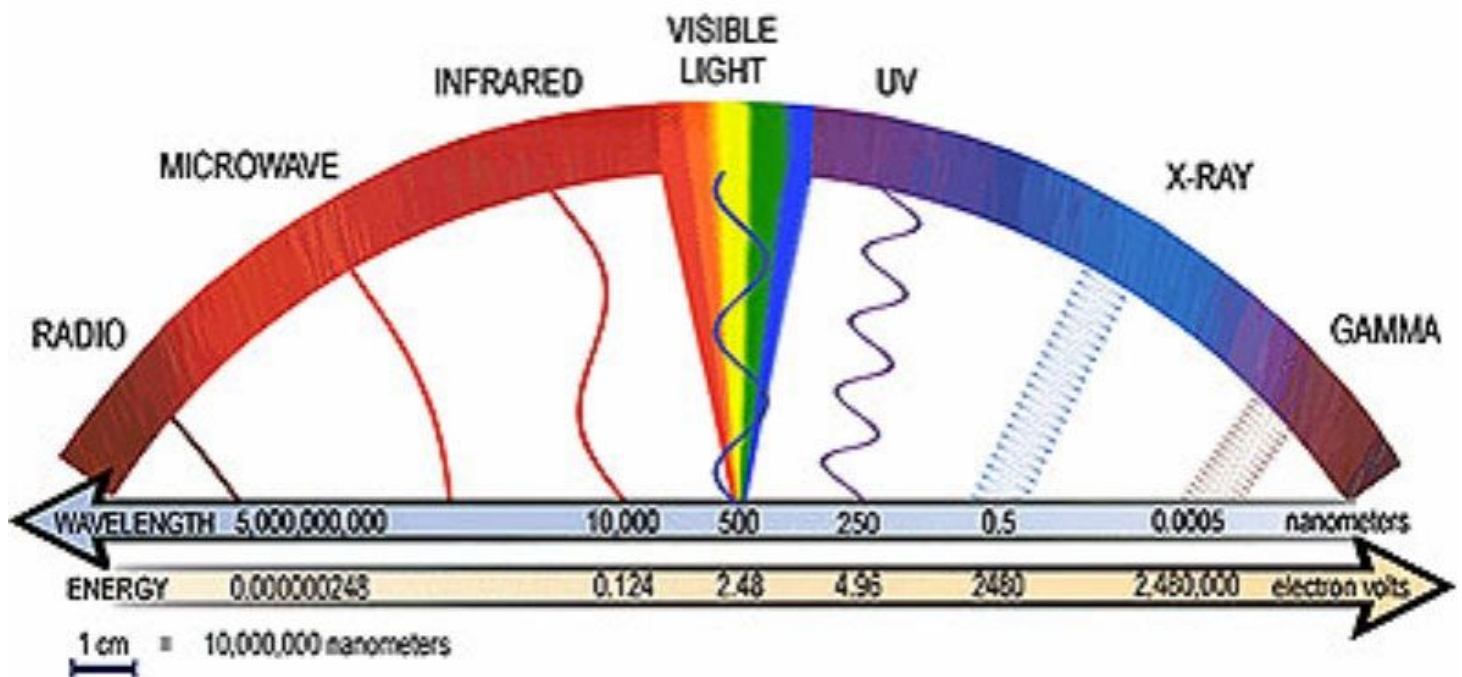 VISIBLE
LIGHT
INFRARED
UV
MICROWAVE
X-RAY
RADIO
GAMMA
WAVELENGTH 5,000,000,000 10,000 500 250 0.5 0.0005 nanometers
ENERGY 0.000000248 0.124 2.48 4.96 2480 2,480,000 electron volts
1 cm = 10,000,000 nanometers